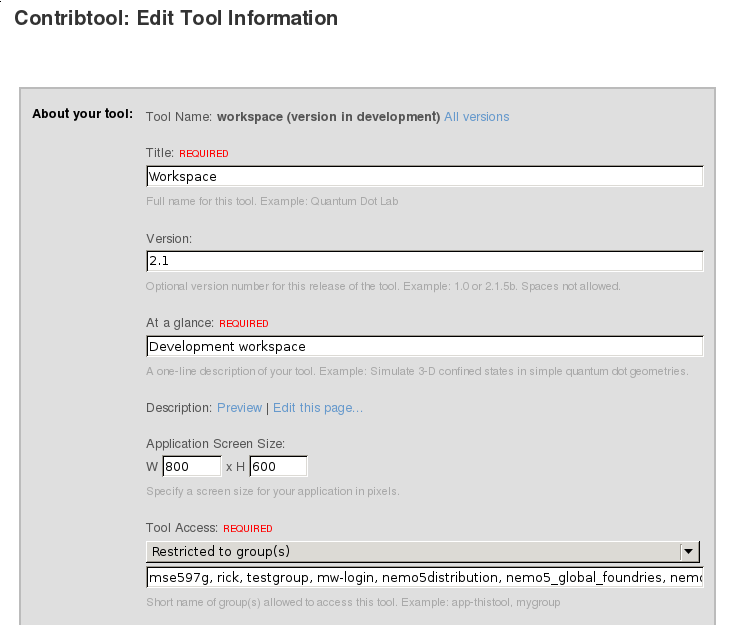 Contribtool: Edit Tool Information
About your tool: Tool Name: workspace (version in development) All versions
Title: REQUIRED
Workspace
Full name for this tool. Example: Quantum Dot Lab
Version:
2.1
Optional version number for this release of the tool. Example: 1.0 or 2.1.5b. Spaces not allowed.
At a glance: REQUIRED
Development workspace
A one-line description of your tool. Example: Simulate 3-D confined states in simple quantum dot geometries.
Description: Preview | Edit this page...
Application Screen Size:
W 800 x H 600
Specify a screen size for your application in pixels.
Tool Access: REQUIRED
Restricted to group(s)
mse597g, rick, testgroup, mw-login, nemo5distribution, nemo5_global_foundries,
Short name of group(s) allowed to access this tool. Example: app-thistool, mygroup